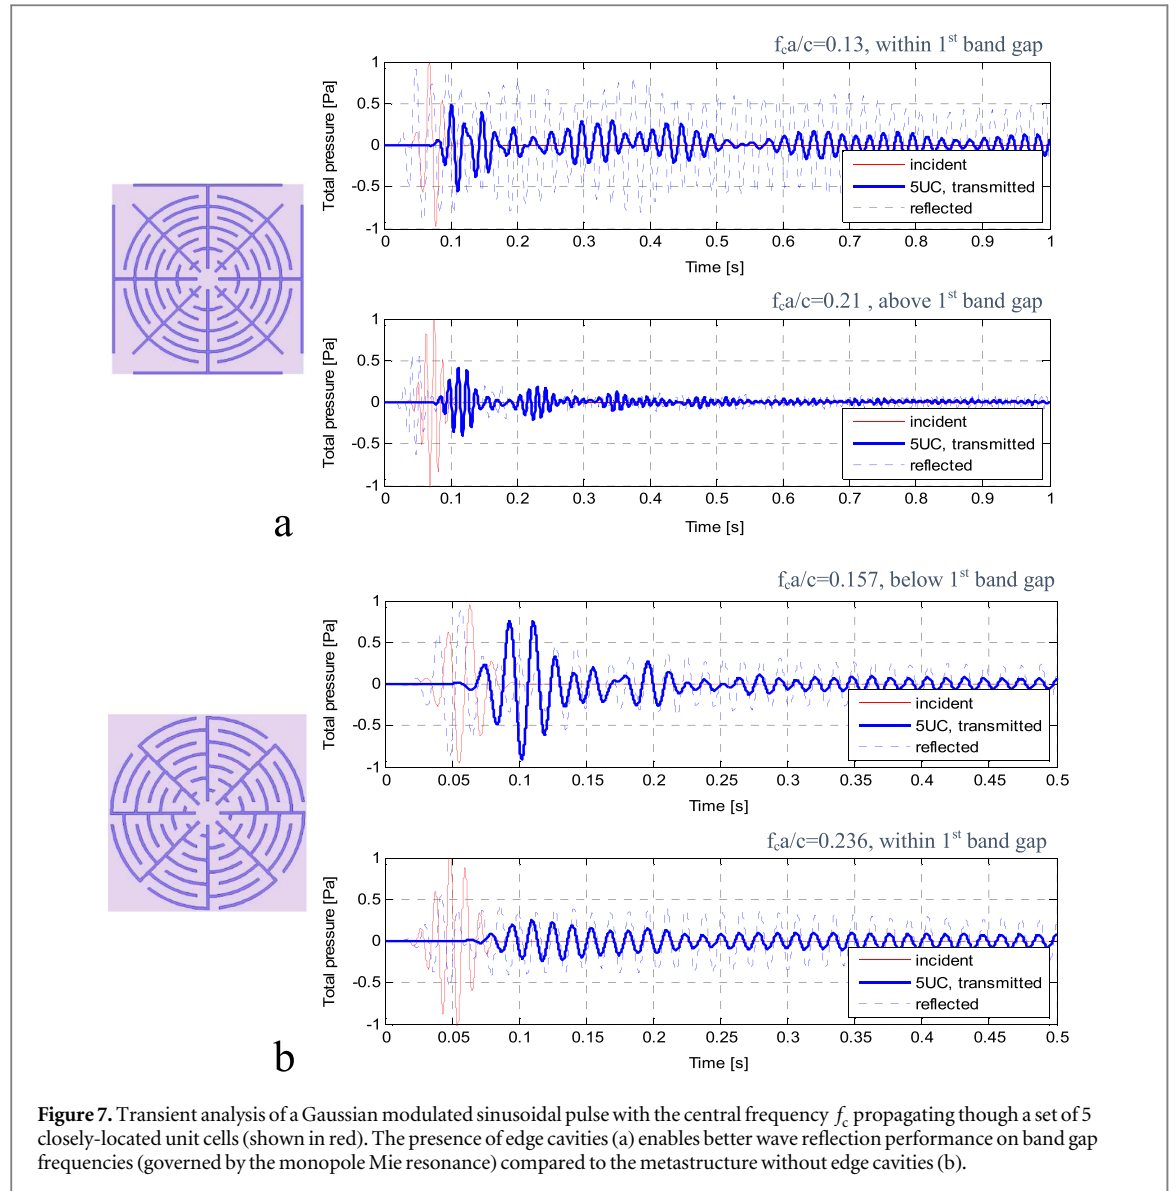 f_c a/c=0.13, within 1st band gap
Total pressure [Pa]
1
0.5
0
-0.5
-1
incident
5UC, transmitted
reflected
0 0.1 0.2 0.3 0.4 0.5 0.6 0.7 0.8 0.9 1
Time [s]
f_c a/c=0.21 , above 1st band gap
Total pressure [Pa]
1
0.5
0
-0.5
-1
incident
5UC, transmitted
reflected
0 0.1 0.2 0.3 0.4 0.5 0.6 0.7 0.8 0.9 1
Time [s]
a
f_c a/c=0.157, below 1st band gap
Total pressure [Pa]
1
0.5
0
-0.5
-1
incident
5UC, transmitted
reflected
0 0.05 0.1 0.15 0.2 0.25 0.3 0.35 0.4 0.45 0.5
Time [s]
f_c a/c=0.236, within 1st band gap
Total pressure [Pa]
1
0.5
0
-0.5
-1
incident
5UC, transmitted
reflected
0 0.05 0.1 0.15 0.2 0.25 0.3 0.35 0.4 0.45 0.5
Time [s]
b
Figure 7. Transient analysis of a Gaussian modulated sinusoidal pulse with the central frequency f_c propagating though a set of 5
closely-located unit cells (shown in red). The presence of edge cavities (a) enables better wave reflection performance on band gap
frequencies (governed by the monopole Mie resonance) compared to the metastructure without edge cavities (b).